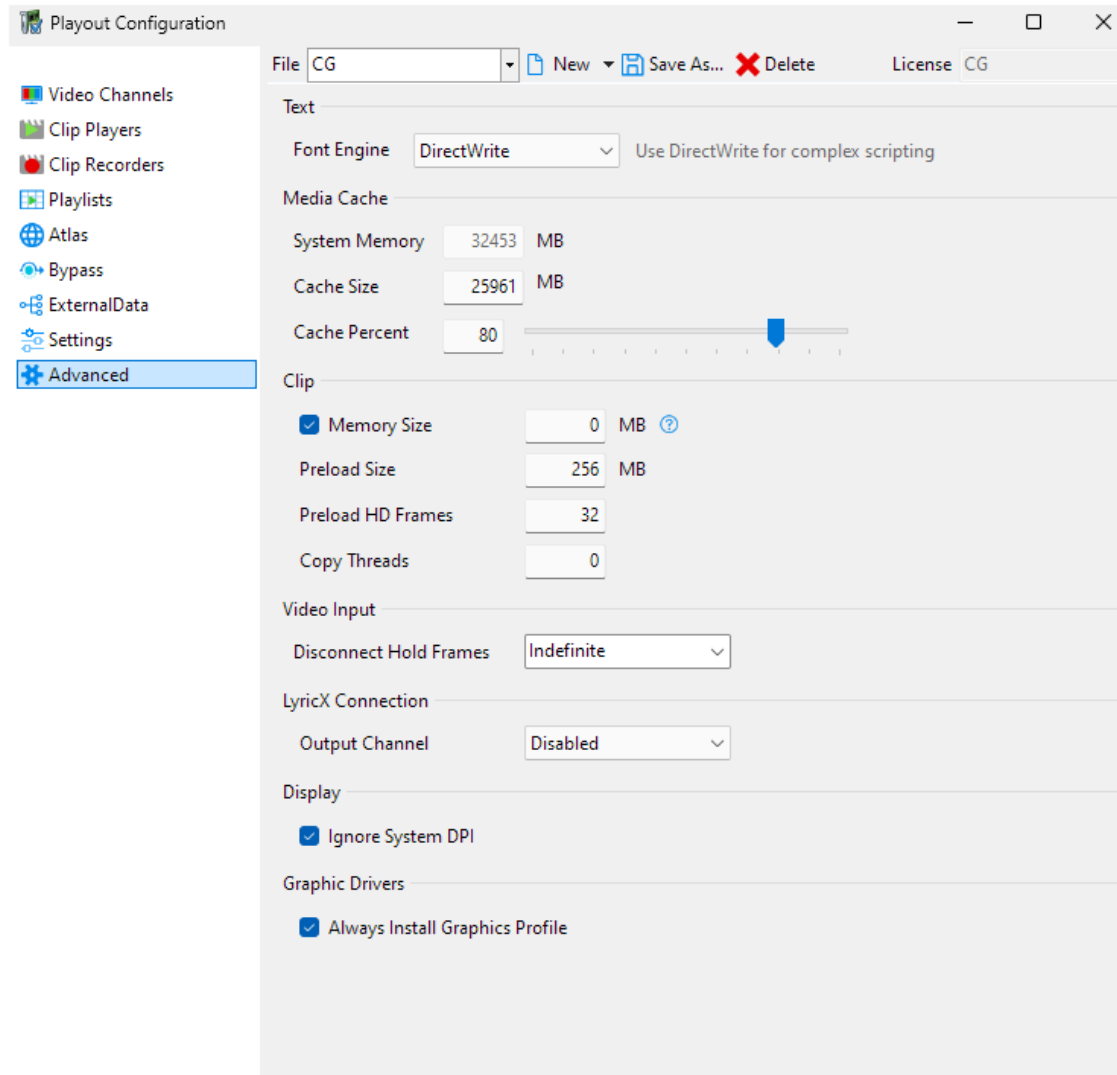 Playout Configuration
File CG New Save As... Delete License CG
Video Channels
Clip Players
Clip Recorders
Playlists
Atlas
Bypass
ExternalData
Settings
Advanced
Text
Font Engine DirectWrite Use DirectWrite for complex scripting
Media Cache
System Memory 32453 MB
Cache Size 25961 MB
Cache Percent 80
Clip
Memory Size 0 MB ?
Preload Size 256 MB
Preload HD Frames 32
Copy Threads 0
Video Input
Disconnect Hold Frames Indefinite
LyricX Connection
Output Channel Disabled
Display
Ignore System DPI
Graphic Drivers
Always Install Graphics Profile